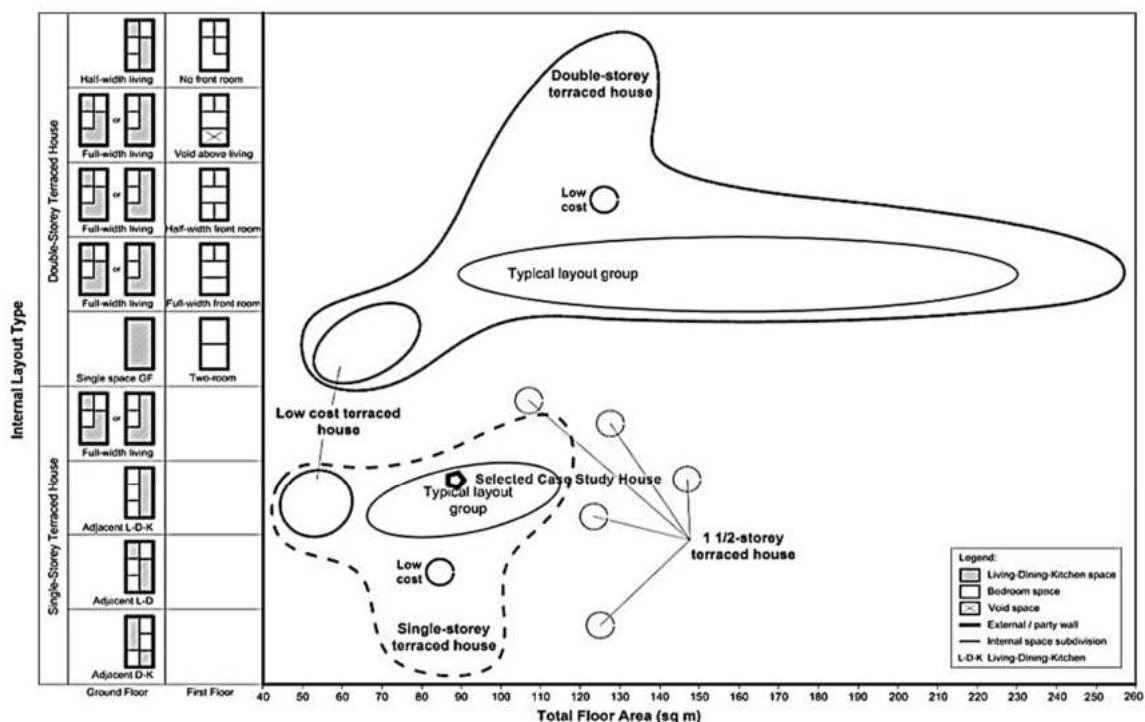 Internal Layout Type
Double-Storey Terraced House
Half-width living
No front room
or
Full-width living
Void above living
or
Full-width living
Half-width front room
or
Full-width living
Full-width front room
Single space GF
Two-room
Single-Storey Terraced House
or
Full-width living
Adjacent L-D-K
Adjacent L-D
Adjacent D-K
Ground Floor
First Floor
Double-storey
terraced house
Low
cost
Typical layout group
Low cost terraced
house
Selected Case Study House
Typical layout
group
Low
cost
Single-storey
terraced house
1 1/2-storey
terraced house
Legend:
Living-Dining-Kitchen space
Bedroom space
Void space
External / party wall
Internal space subdivision
L-D-K Living-Dining-Kitchen
40 50 60 70 80 90 100 110 120 130 140 150 160 170 180 190 200 210 220 230 240 250 260
Total Floor Area (sq m)